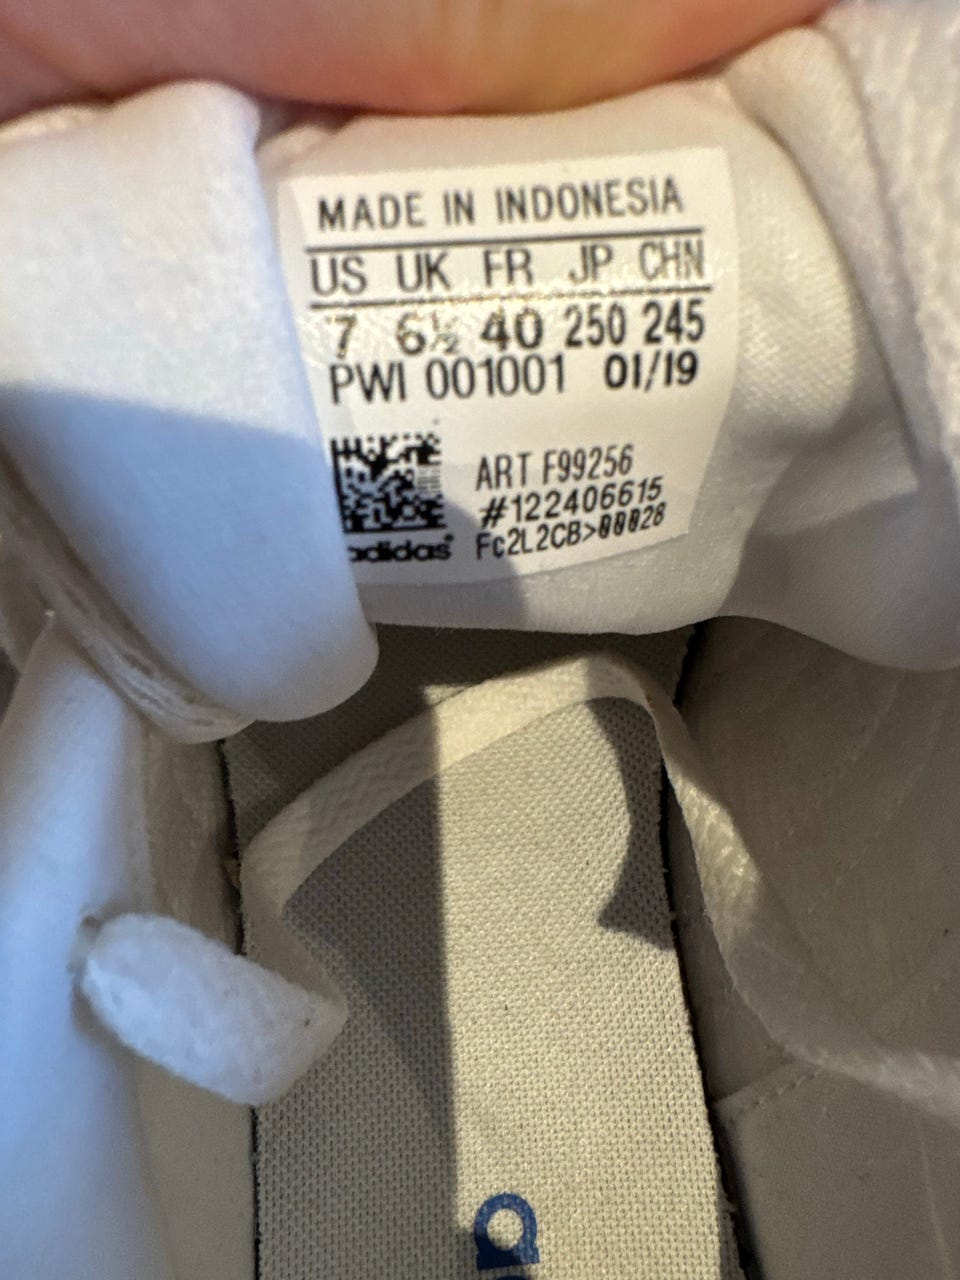 MADE IN INDONESIA
US UK FR JP CHN
7 6½ 40 250 245
PWI 001001 01/19
ART F99256
#122406615
adidas Fc2L2CB>00028